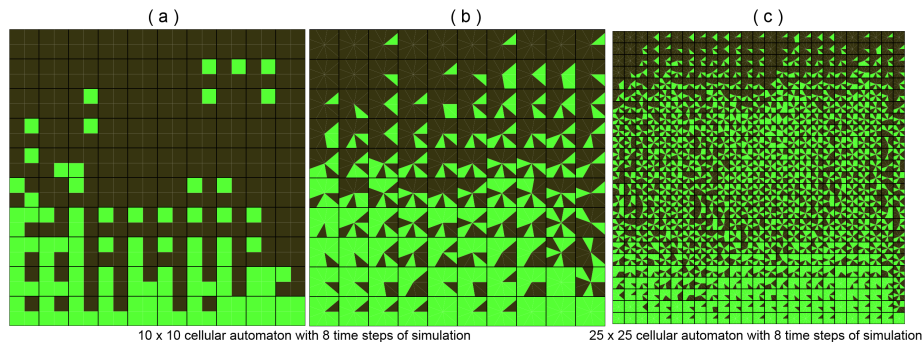 ( a )
( b )
( c )
10 x 10 cellular automaton with 8 time steps of simulation
25 x 25 cellular automaton with 8 time steps of simulation